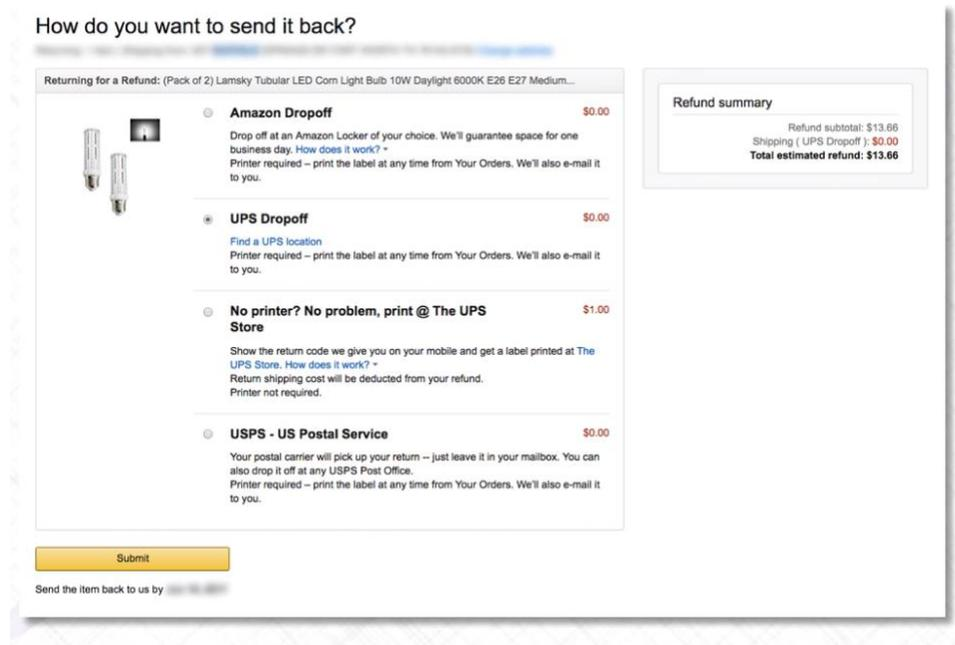 How do you want to send it back?
Returning for a Refund: (Pack of 2) Lamsky Tubular LED Corn Light Bulb 10W Daylight 6000K E26 E27 Medium...
Amazon Dropoff $0.00
Drop off at an Amazon Locker of your choice. We'll guarantee space for one
business day. How does it work?
Printer required – print the label at any time from Your Orders. We'll also e-mail it
to you.
UPS Dropoff $0.00
Find a UPS location
Printer required – print the label at any time from Your Orders. We'll also e-mail it
to you.
No printer? No problem, print @ The UPS $1.00
Store
Show the return code we give you on your mobile and get a label printed at The
UPS Store. How does it work?
Return shipping cost will be deducted from your refund.
Printer not required.
USPS - US Postal Service $0.00
Your postal carrier will pick up your return -- just leave it in your mailbox. You can
also drop it off at any USPS Post Office.
Printer required – print the label at any time from Your Orders. We'll also e-mail it
to you.
Refund summary
Refund subtotal: $13.66
Shipping ( UPS Dropoff ): $0.00
Total estimated refund: $13.66
Submit
Send the item back to us by